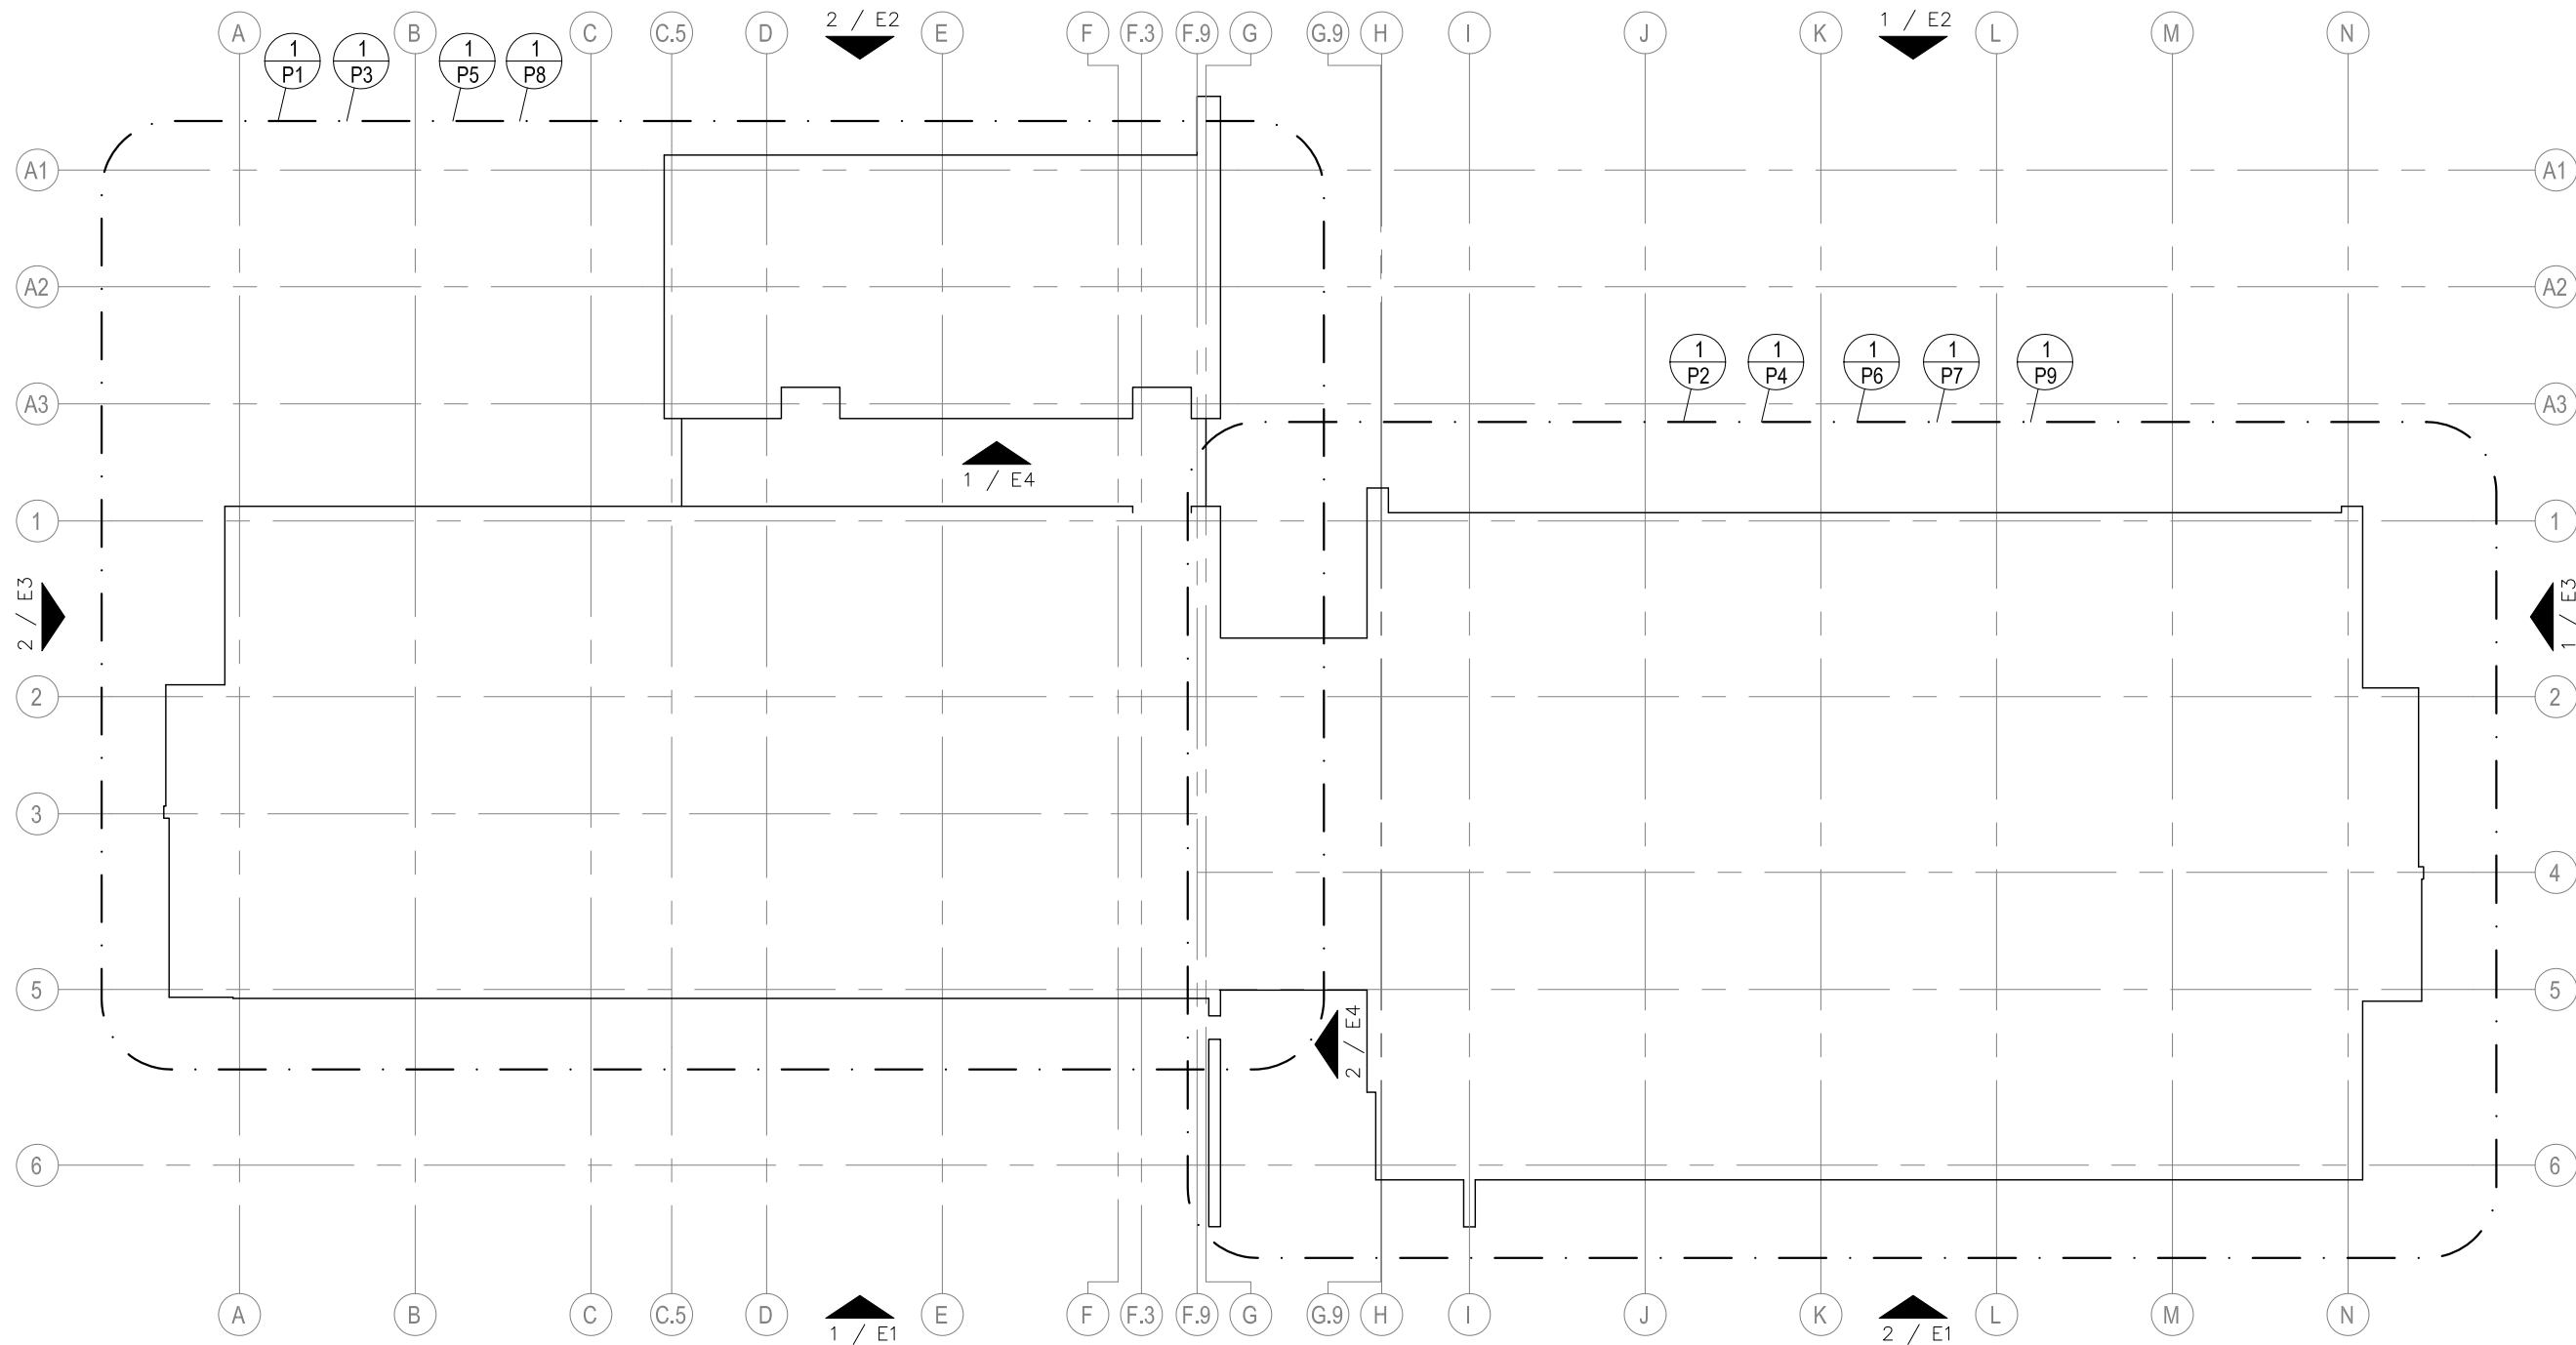 2 / E2
1 / E2
A B C C.5 D E F F.3 F.9 G G.9 H I J K L M N
1 1 1 1
P1 P3 P5 P8
A1 A1
A2 A2
1 1 1 1 1
P2 P4 P6 P7 P9
A3 A3
1 / E4
1 1
2 / E3
1 / E3
2 2
3
4
5 5
2 / E4
6 6
A B C C.5 D E F F.3 F.9 G G.9 H I J K L M N
1 / E1
2 / E1